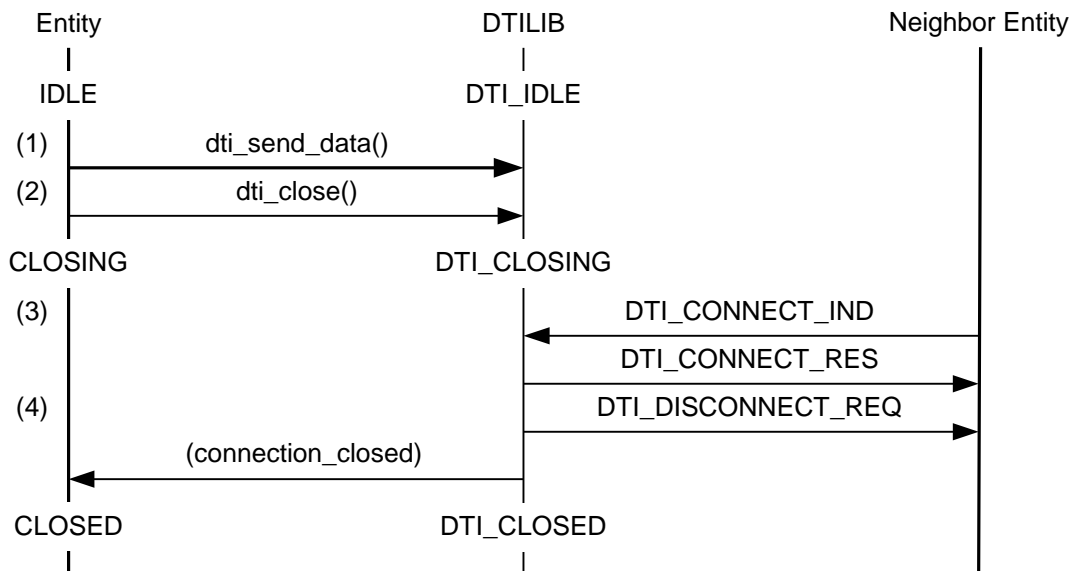 Entity DTILIB Neighbor Entity
IDLE DTI_IDLE
(1) dti_send_data()
(2) dti_close()
CLOSING DTI_CLOSING
(3) DTI_CONNECT_IND
DTI_CONNECT_RES
(4) DTI_DISCONNECT_REQ
(connection_closed)
CLOSED DTI_CLOSED